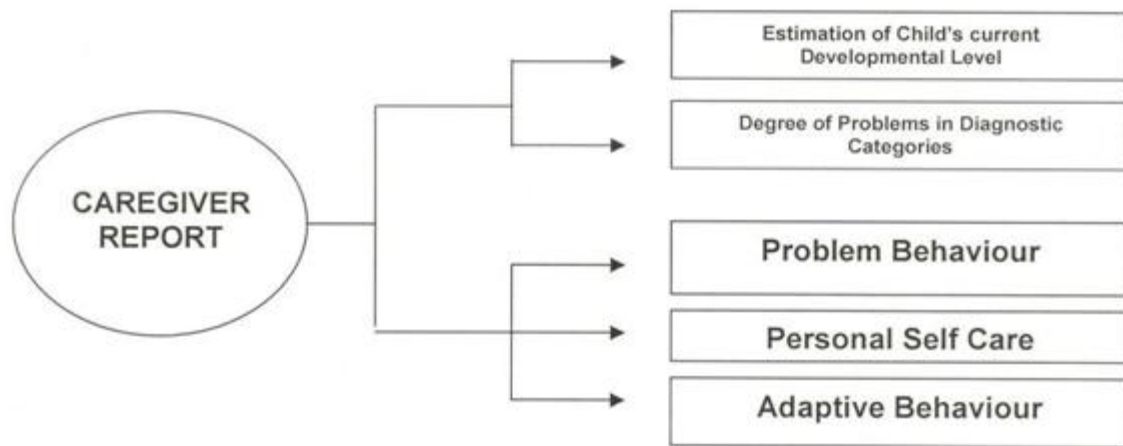 Estimation of Child's current
Developmental Level
Degree of Problems in Diagnostic
Categories
CAREGIVER
REPORT
Problem Behaviour
Personal Self Care
Adaptive Behaviour